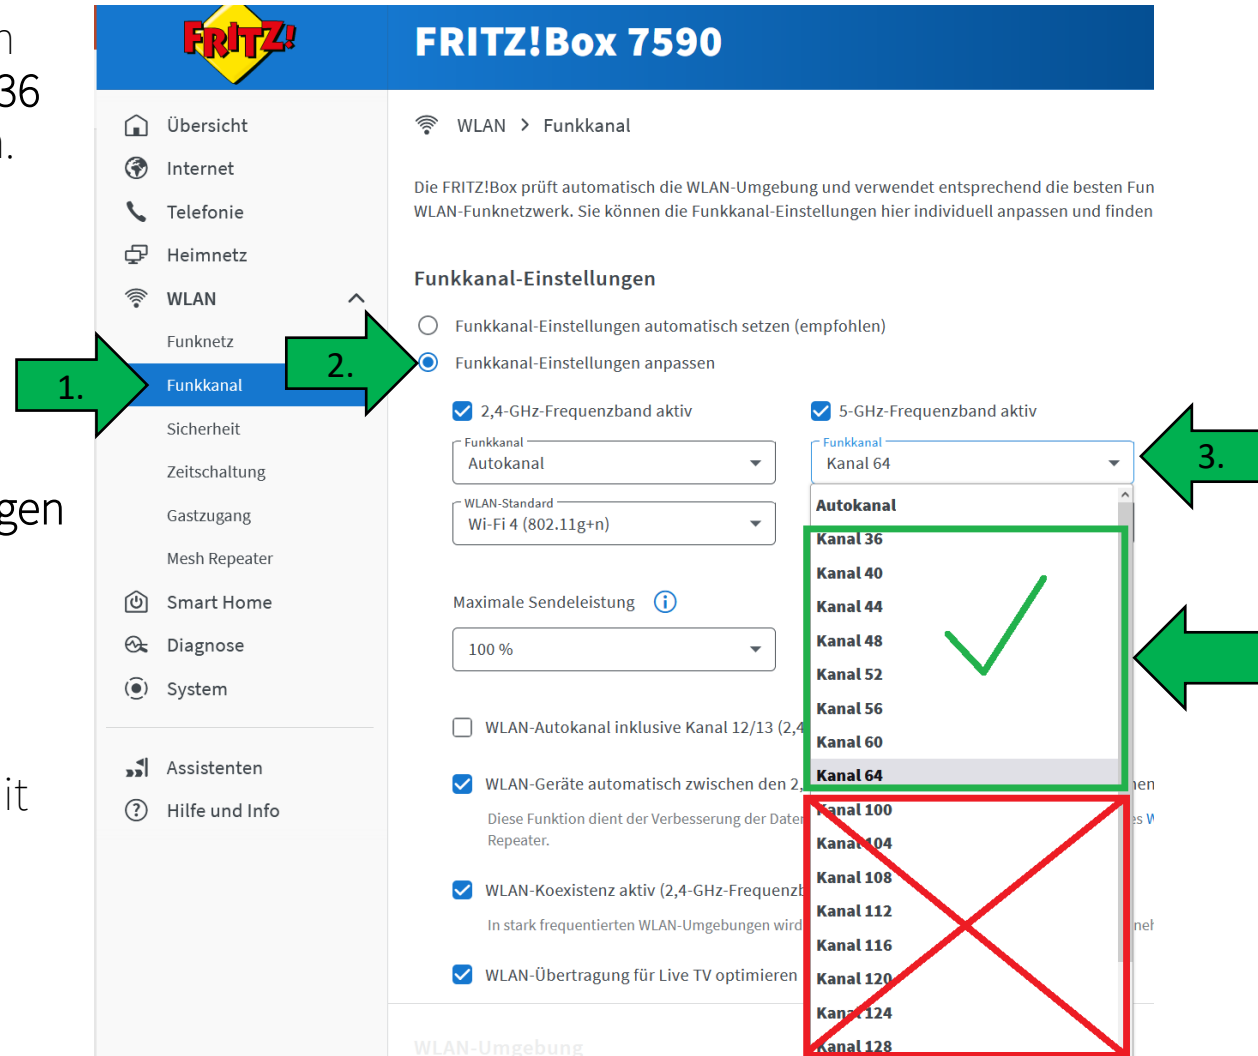 n
36
.
gen
it
FRITZ!
FRITZ!Box 7590
Übersicht
Internet
Telefonie
Heimnetz
WLAN
Funknetz
Funkkanal
Sicherheit
Zeitschaltung
Gastzugang
Mesh Repeater
Smart Home
Diagnose
System
Assistenten
Hilfe und Info
1.
2.
3.
WLAN > Funkkanal
Die FRITZ!Box prüft automatisch die WLAN-Umgebung und verwendet entsprechend die besten Fun
WLAN-Funknetzwerk. Sie können die Funkkanal-Einstellungen hier individuell anpassen und finden
Funkkanal-Einstellungen
Funkkanal-Einstellungen automatisch setzen (empfohlen)
Funkkanal-Einstellungen anpassen
2,4-GHz-Frequenzband aktiv
Funkkanal
Autokanal
WLAN-Standard
Wi-Fi 4 (802.11g+n)
Maximale Sendeleistung
100 %
5-GHz-Frequenzband aktiv
Funkkanal
Kanal 64
Autokanal
Kanal 36
Kanal 40
Kanal 44
Kanal 48
Kanal 52
Kanal 56
Kanal 60
Kanal 64
Kanal 100
Kanal 104
Kanal 108
Kanal 112
Kanal 116
Kanal 120
Kanal 124
Kanal 128
WLAN-Autokanal inklusive Kanal 12/13 (2,4
WLAN-Geräte automatisch zwischen den 2, nen
Diese Funktion dient der Verbesserung der Daten es W
Repeater.
WLAN-Koexistenz aktiv (2,4-GHz-Frequenzb
In stark frequentierten WLAN-Umgebungen wird neh
WLAN-Übertragung für Live TV optimieren
WLAN-Umgebung